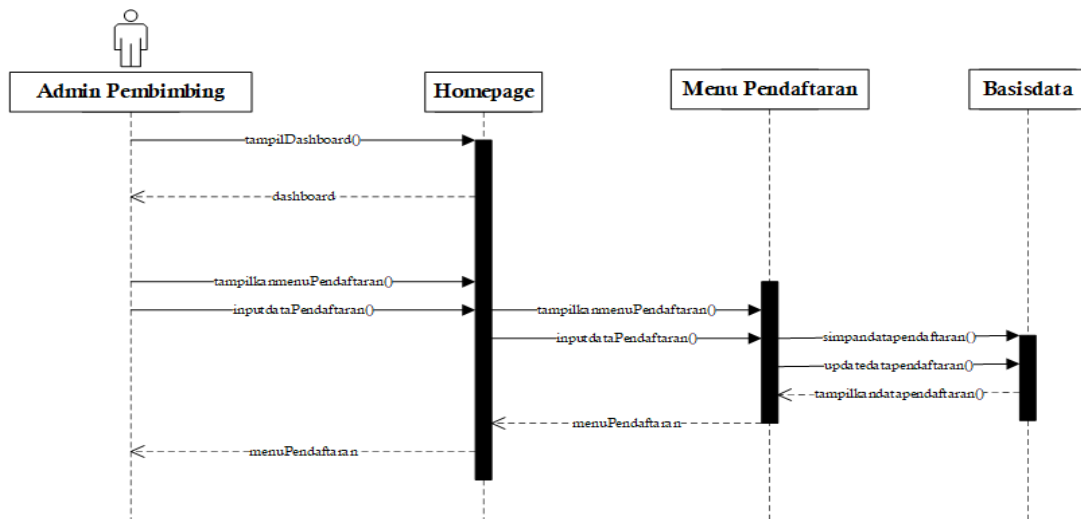 Admin Pembimbing
Homepage
Menu Pendaftaran
Basisdata
tampilDashboard()
dashboard
tampilkanmenuPendaftaran()
inputdataPendaftaran()
tampilkanmenuPendaftaran()
inputdataPendaftaran()
simpandatapendaftaran()
updatedatapendaftaran()
tampilkandatapendaftaran()
menuPendaftaran
menuPendaftaran